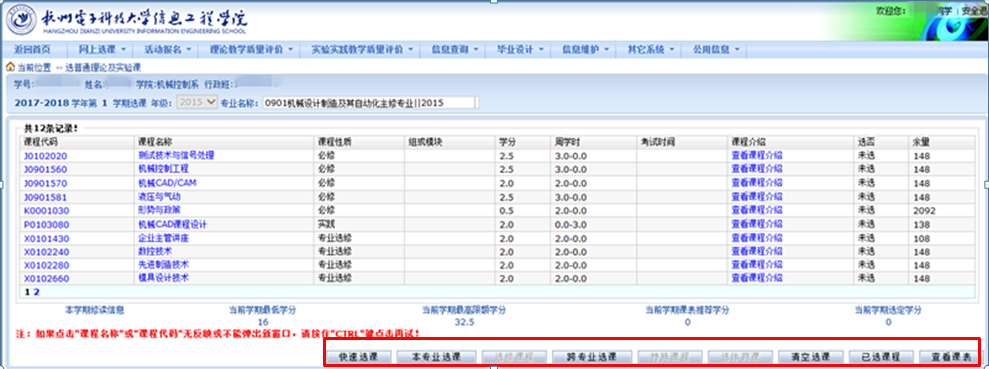 杭州电子科技大学信息工程学院
HANGZHOU DIANZI UNIVERSITY INFORMATION ENGINEERING SCHOOL
欢迎您： 同学 | 安全退
返回首页 网上选课 活动报名 理论教学质量评价 实验实践教学质量评价 信息查询 毕业设计 信息维护 其它系统 公用信息
当前位置 -- 选普通理论及实验课
学号: 姓名: 学院:机械控制系 行政班:
2017-2018 学年第 1 学期选课 年级: 2015 专业名称: 0901机械设计制造及其自动化主修专业||2015
共12条记录!
课程代码 课程名称 课程性质 组或模块 学分 周学时 考试时间 课程介绍 选否 余量
J0102020 测试技术与信号处理 必修 2.5 3.0-0.0 查看课程介绍 未选 148
J0901560 机械控制工程 必修 2.5 3.0-0.0 查看课程介绍 未选 148
J0901570 机械CAD/CAM 必修 2.0 2.0-0.0 查看课程介绍 未选 148
J0901581 液压与气动 必修 2.5 3.0-0.0 查看课程介绍 未选 148
K0001030 形势与政策 必修 0.5 2.0-0.0 查看课程介绍 未选 2092
P0103080 机械CAD课程设计 实践 2.0 0.0-3.0 查看课程介绍 未选 138
X0101430 企业主管讲座 专业选修 2.0 2.0-0.0 查看课程介绍 未选 108
X0102240 数控技术 专业选修 2.0 2.0-0.0 查看课程介绍 未选 148
X0102280 先进制造技术 专业选修 2.0 2.0-0.0 查看课程介绍 未选 148
X0102660 模具设计技术 专业选修 2.0 2.0-0.0 查看课程介绍 未选 148
1 2
本学期修读信息 当前学期最低学分 当前学期最高限额学分 当前学期课表推荐学分 当前学期选定学分
16 32.5 0 0
注：如果点击"课程名称"或"课程代码"无反映或不能弹出新窗口，请按住"CTRL"键点击再试！
快速选课 本专业选课 选修课程 跨专业选课 特殊课程 选体育课 清空选课 已选课程 查看课表